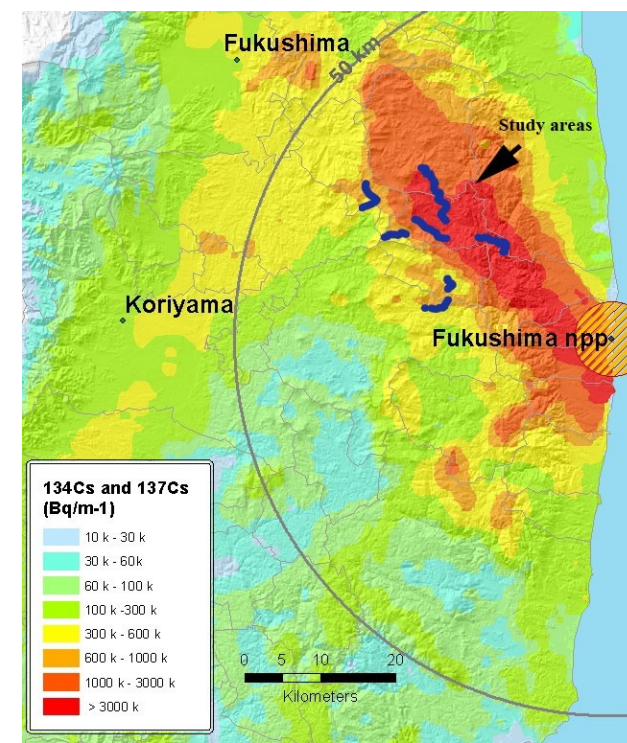 Fukushima
50 km
Study areas
Koriyama
Fukushima npp
134Cs and 137Cs
(Bq/m-1)
10 k - 30 k
30 k - 60k
60 k - 100 k
100 k -300 k
300 k - 600 k
600 k - 1000 k
1000 k - 3000 k
> 3000 k
0 5 10 20
Kilometers